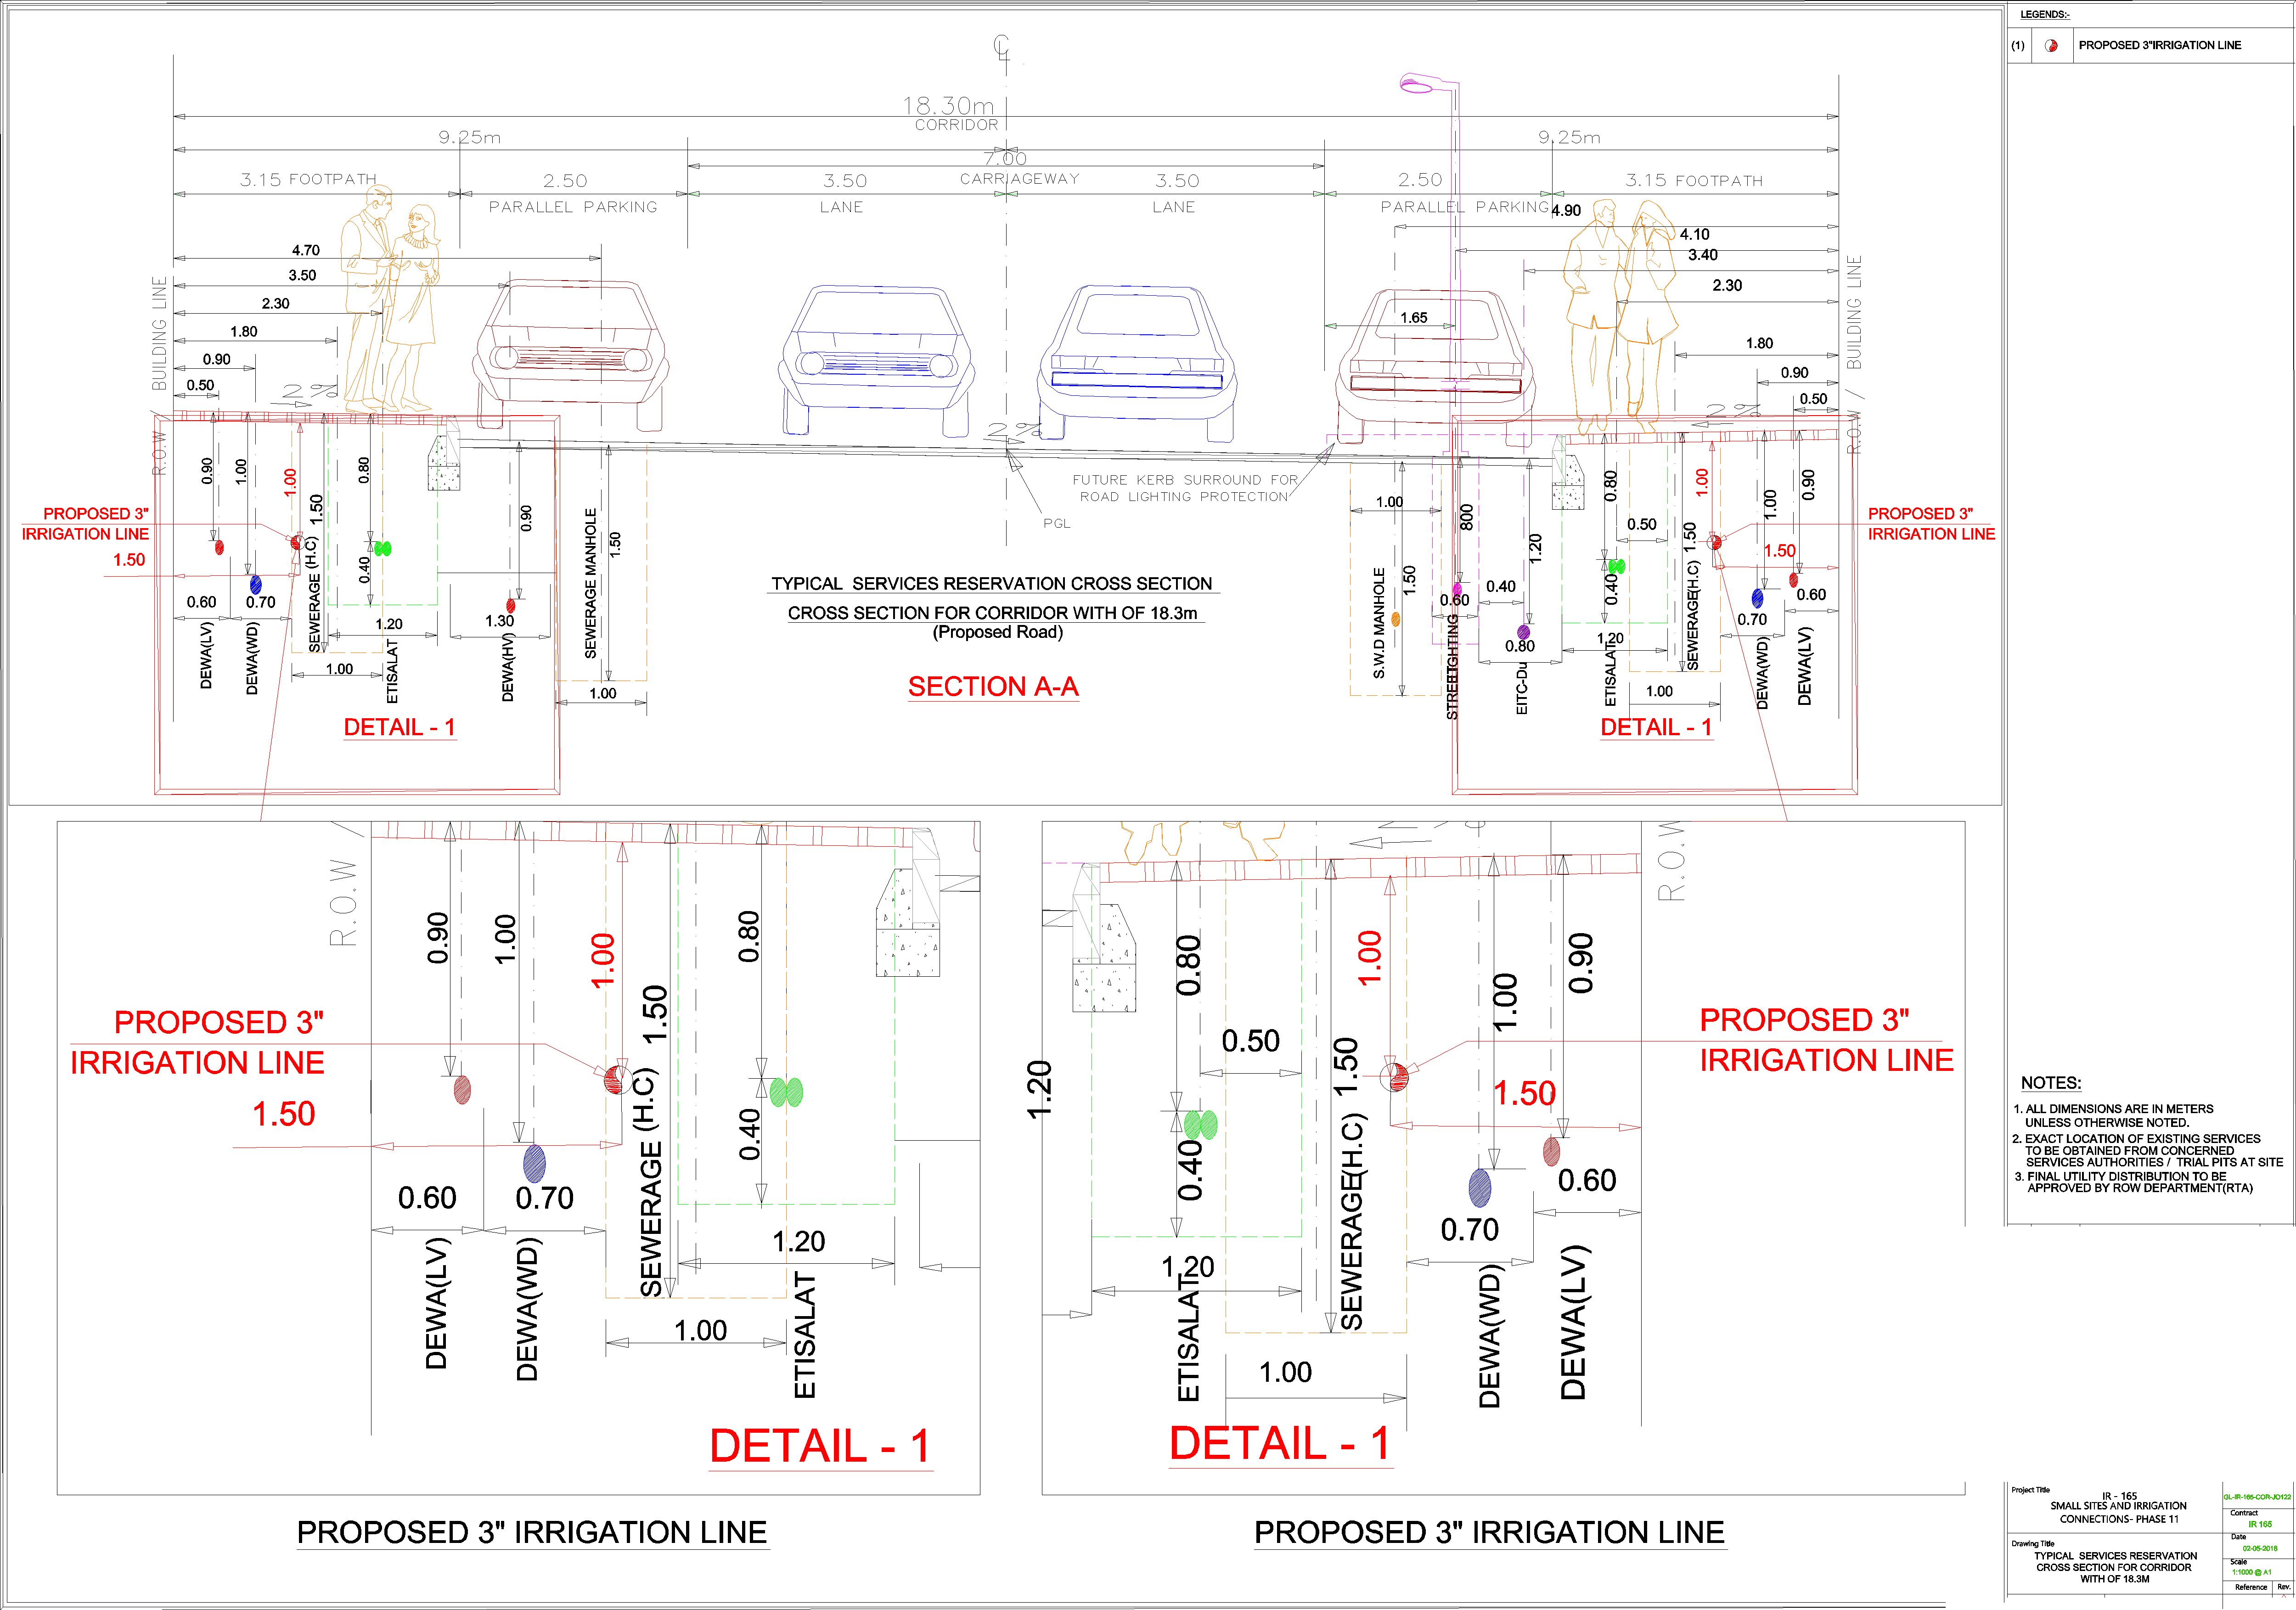 LEGENDS:-
(1) PROPOSED 3"IRRIGATION LINE
18.30m
CORRIDOR
9.25m
9.25m
7.00
CARRIAGEWAY
3.15 FOOTPATH
2.50
3.50
3.50
2.50
3.15 FOOTPATH
PARALLEL PARKING
LANE
LANE
PARALLEL PARKING
4.90
4.10
3.40
2.30
1.80
0.90
0.50
4.70
3.50
2.30
1.80
0.90
0.50
1.65
2%
2%
2%
R.O.W / BUILDING LINE
R.O.W / BUILDING LINE
0.90
1.00
1.00
1.50
0.80
0.40
0.90
1.50
PROPOSED 3"
IRRIGATION LINE
1.50
0.60
0.70
1.20
1.30
1.00
1.00
DEWA(LV)
DEWA(WD)
SEWERAGE (H.C)
ETISALAT
DEWA(HV)
SEWERAGE MANHOLE
DETAIL - 1
FUTURE KERB SURROUND FOR
ROAD LIGHTING PROTECTION
PGL
TYPICAL  SERVICES RESERVATION CROSS SECTION
CROSS SECTION FOR CORRIDOR WITH OF 18.3m
(Proposed Road)
SECTION A-A
1.00
1.50
800
0.60
0.40
1.20
0.80
0.80
0.50
0.40
1.20
1.50
1.00
1.00
1.00
0.90
1.50
0.70
0.60
S.W.D MANHOLE
STREETLIGHTING
EITC-Du
ETISALAT
SEWERAGE(H.C)
DEWA(WD)
DEWA(LV)
PROPOSED 3"
IRRIGATION LINE
DETAIL - 1
R.O.W /
0.90
1.00
1.00
1.50
0.80
0.40
PROPOSED 3"
IRRIGATION LINE
1.50
0.60
0.70
1.20
1.00
DEWA(LV)
DEWA(WD)
SEWERAGE (H.C)
ETISALAT
DETAIL - 1
PROPOSED 3" IRRIGATION LINE
R.O.W
1.20
0.80
0.50
0.40
1.00
1.50
1.00
0.90
PROPOSED 3"
IRRIGATION LINE
1.50
0.60
0.70
1.20
1.00
ETISALAT
SEWERAGE(H.C)
DEWA(WD)
DEWA(LV)
DETAIL - 1
PROPOSED 3" IRRIGATION LINE
NOTES:
1. ALL DIMENSIONS ARE IN METERS
UNLESS OTHERWISE NOTED.
2. EXACT LOCATION OF EXISTING SERVICES
TO BE OBTAINED FROM CONCERNED
SERVICES AUTHORITIES /  TRIAL PITS AT SITE
3. FINAL UTILITY DISTRIBUTION TO BE
APPROVED BY ROW DEPARTMENT(RTA)
Project Title
IR - 165
SMALL SITES AND IRRIGATION
CONNECTIONS- PHASE 11
GL-IR-165-COR-JO122
Contract
IR 165
Date
02-05-2018
Drawing Title
TYPICAL  SERVICES RESERVATION
CROSS SECTION FOR CORRIDOR
WITH OF 18.3M
Scale
1:1000 @ A1
Reference
Rev.